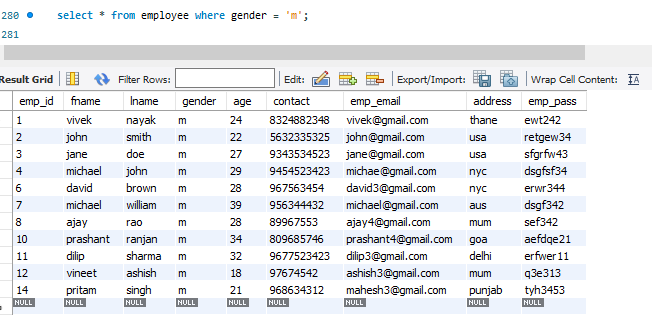 280 select * from employee where gender = 'm';
281
Result Grid Filter Rows: Edit: Export/Import: Wrap Cell Content: IA
emp_id fname lname gender age contact emp_email address emp_pass
1 vivek nayak m 24 8324882348 vivek@gmail.com thane ewt242
2 john smith m 22 5632335325 john@gmail.com usa retgew34
3 jane doe m 27 9343534523 jane@gmail.com usa sfgrfw43
4 michael john m 29 9454523423 michae@gmail.com nyc dsgfsf34
6 david brown m 28 967563454 david3@gmail.com nyc erwr344
7 michael william m 39 956344432 michael@gmail.com aus dsgf342
8 ajay rao m 28 89967553 ajay4@gmail.com mum sef342
10 prashant ranjan m 34 809685746 prashant4@gmail.com goa aefdqe21
11 dilip sharma m 32 9677523423 dilip3@gmail.com delhi erfwer11
12 vineet ashish m 18 97674542 ashish3@gmail.com mum q3e313
14 pritam singh m 21 968634312 mahesh3@gmail.com punjab tyh3453
NULL NULL NULL NULL NULL NULL NULL NULL NULL